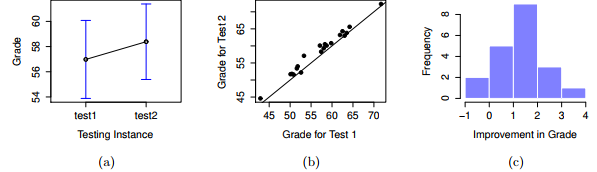 Grade
54 56 58 60
test1 test2
Testing Instance
(a)
Grade for Test 2
45 55 65
45 50 55 60 65 70
Grade for Test 1
(b)
Frequency
0 2 4 6 8
−1 0 1 2 3 4
Improvement in Grade
(c)